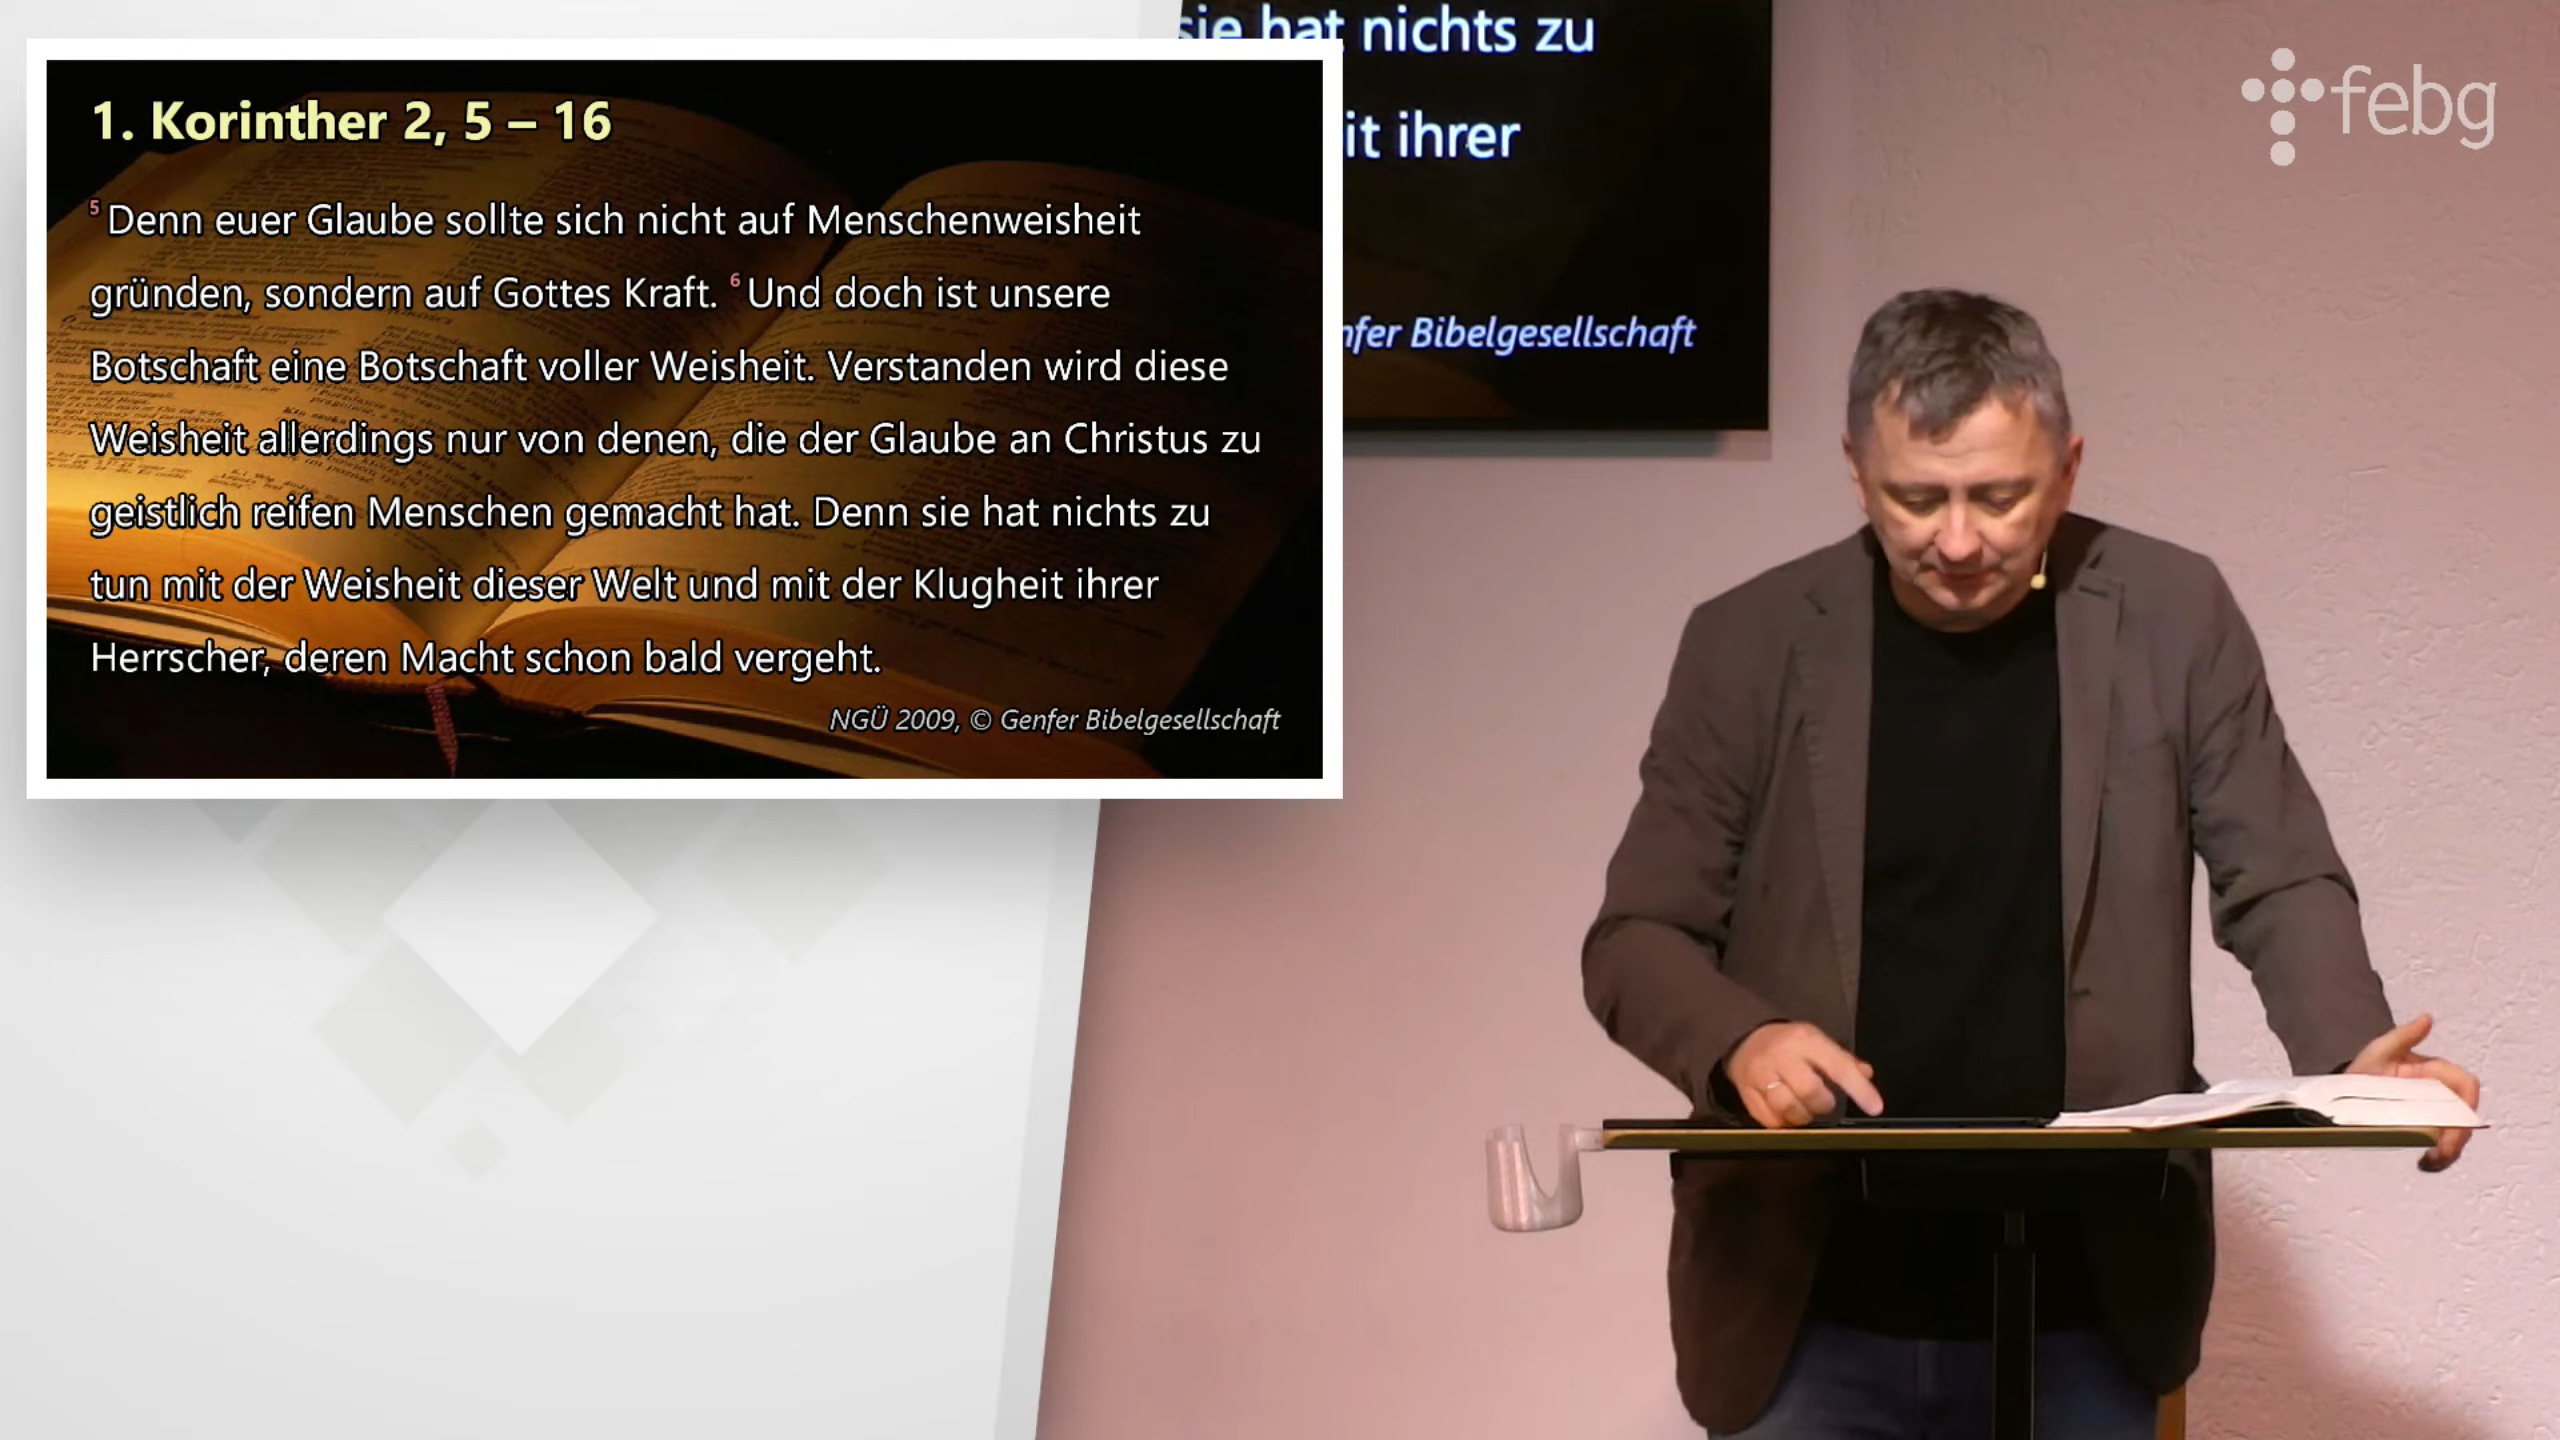 1. Korinther 2, 5 – 16
5 Denn euer Glaube sollte sich nicht auf Menschenweisheit
gründen, sondern auf Gottes Kraft. 6 Und doch ist unsere
Botschaft eine Botschaft voller Weisheit. Verstanden wird diese
Weisheit allerdings nur von denen, die der Glaube an Christus zu
geistlich reifen Menschen gemacht hat. Denn sie hat nichts zu
tun mit der Weisheit dieser Welt und mit der Klugheit ihrer
Herrscher, deren Macht schon bald vergeht.
NGÜ 2009, © Genfer Bibelgesellschaft
sie hat nichts zu
it ihrer
nfer Bibelgesellschaft
febg